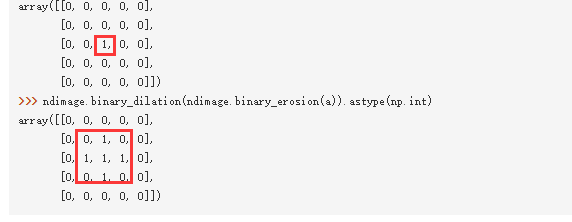 array([[0, 0, 0, 0, 0],
[0, 0, 0, 0, 0],
[0, 0, 1, 0, 0],
[0, 0, 0, 0, 0],
[0, 0, 0, 0, 0]])
>>> ndimage.binary_dilation(ndimage.binary_erosion(a)).astype(np.int)
array([[0, 0, 0, 0, 0],
[0, 0, 1, 0, 0],
[0, 1, 1, 1, 0],
[0, 0, 1, 0, 0],
[0, 0, 0, 0, 0]])